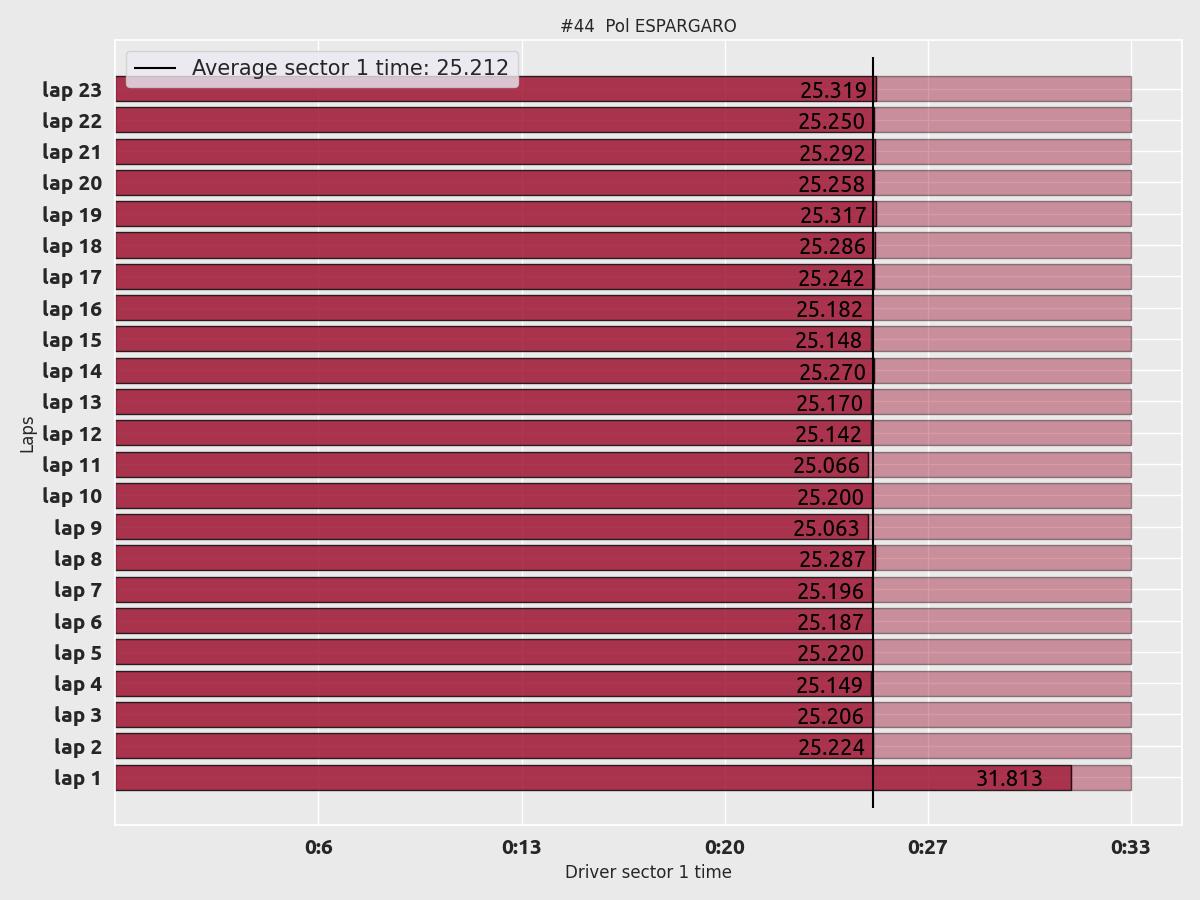 #44 Pol ESPARGARO
Average sector 1 time: 25.212
lap 23 25.319
lap 22 25.250
lap 21 25.292
lap 20 25.258
lap 19 25.317
lap 18 25.286
lap 17 25.242
lap 16 25.182
lap 15 25.148
lap 14 25.270
lap 13 25.170
lap 12 25.142
lap 11 25.066
lap 10 25.200
lap 9 25.063
lap 8 25.287
lap 7 25.196
lap 6 25.187
lap 5 25.220
lap 4 25.149
lap 3 25.206
lap 2 25.224
lap 1 31.813
Laps
0:6 0:13 0:20 0:27 0:33
Driver sector 1 time